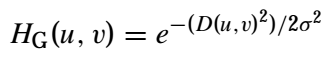 H_G(u, v) = e^{-(D(u,v)^2)/2σ^2}